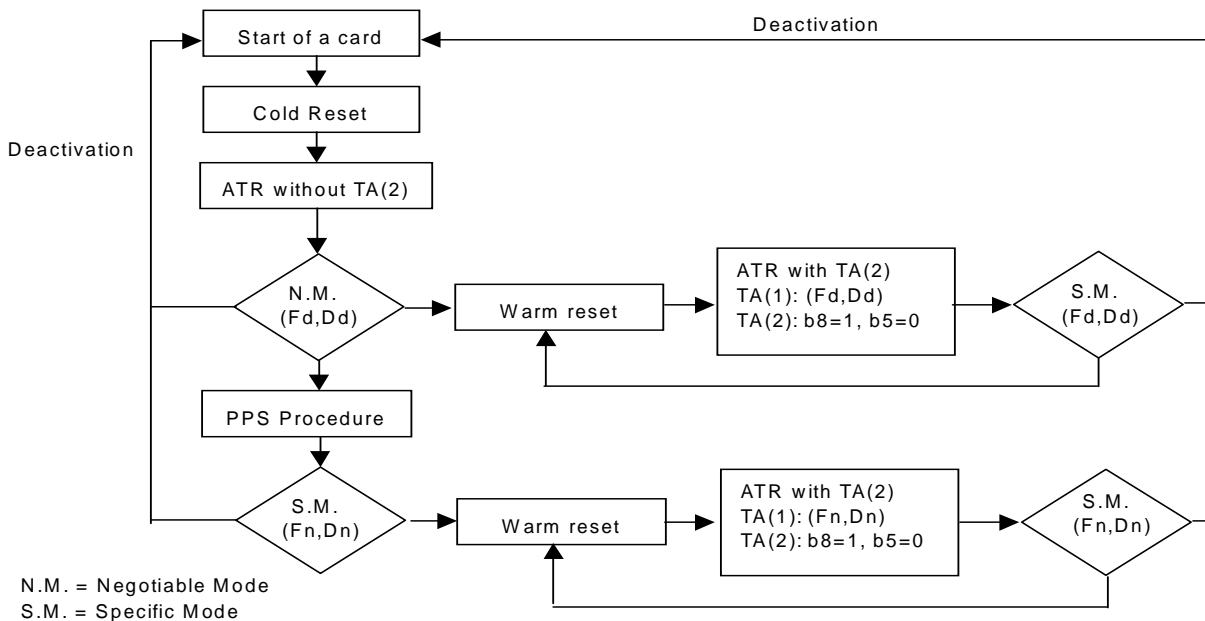 Deactivation
Start of a card
Cold Reset
Deactivation
ATR without TA(2)
N.M.
(Fd,Dd)
Warm reset
ATR with TA(2)
TA(1): (Fd,Dd)
TA(2): b8=1, b5=0
S.M.
(Fd,Dd)
PPS Procedure
S.M.
(Fn,Dn)
Warm reset
ATR with TA(2)
TA(1): (Fn,Dn)
TA(2): b8=1, b5=0
S.M.
(Fn,Dn)
N.M. = Negotiable Mode
S.M. = Specific Mode